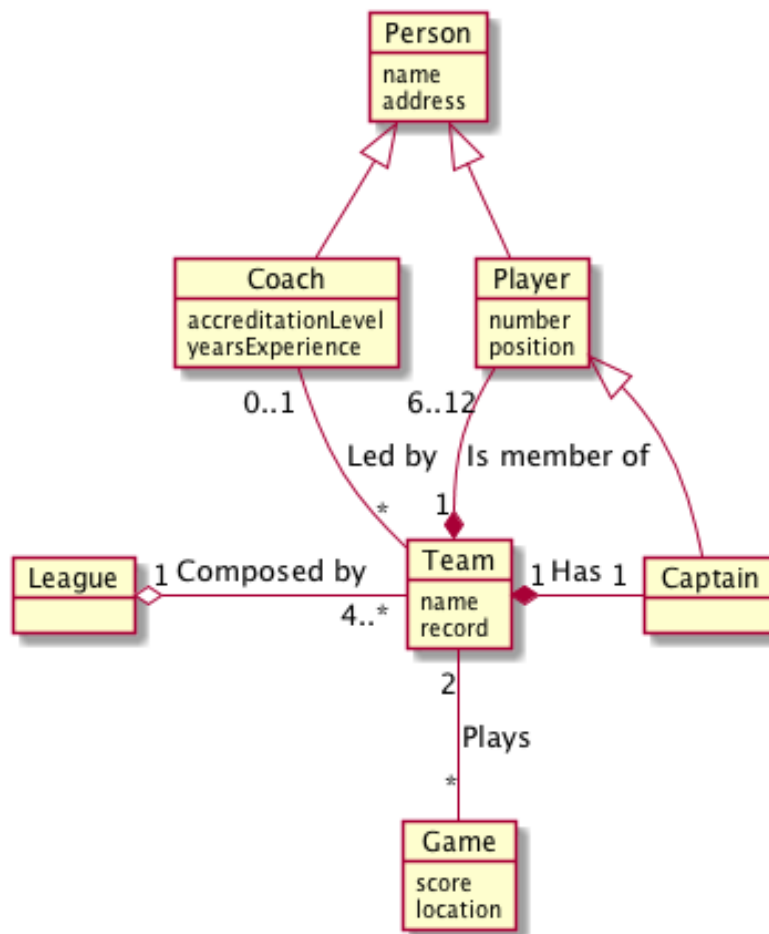 Person
name
address
Coach
accreditationLevel
yearsExperience
Player
number
position
0..1
6..12
Led by
Is member of
*
1
League
1 Composed by
4..*
Team
name
record
1 Has 1
Captain
2
Plays
*
Game
score
location